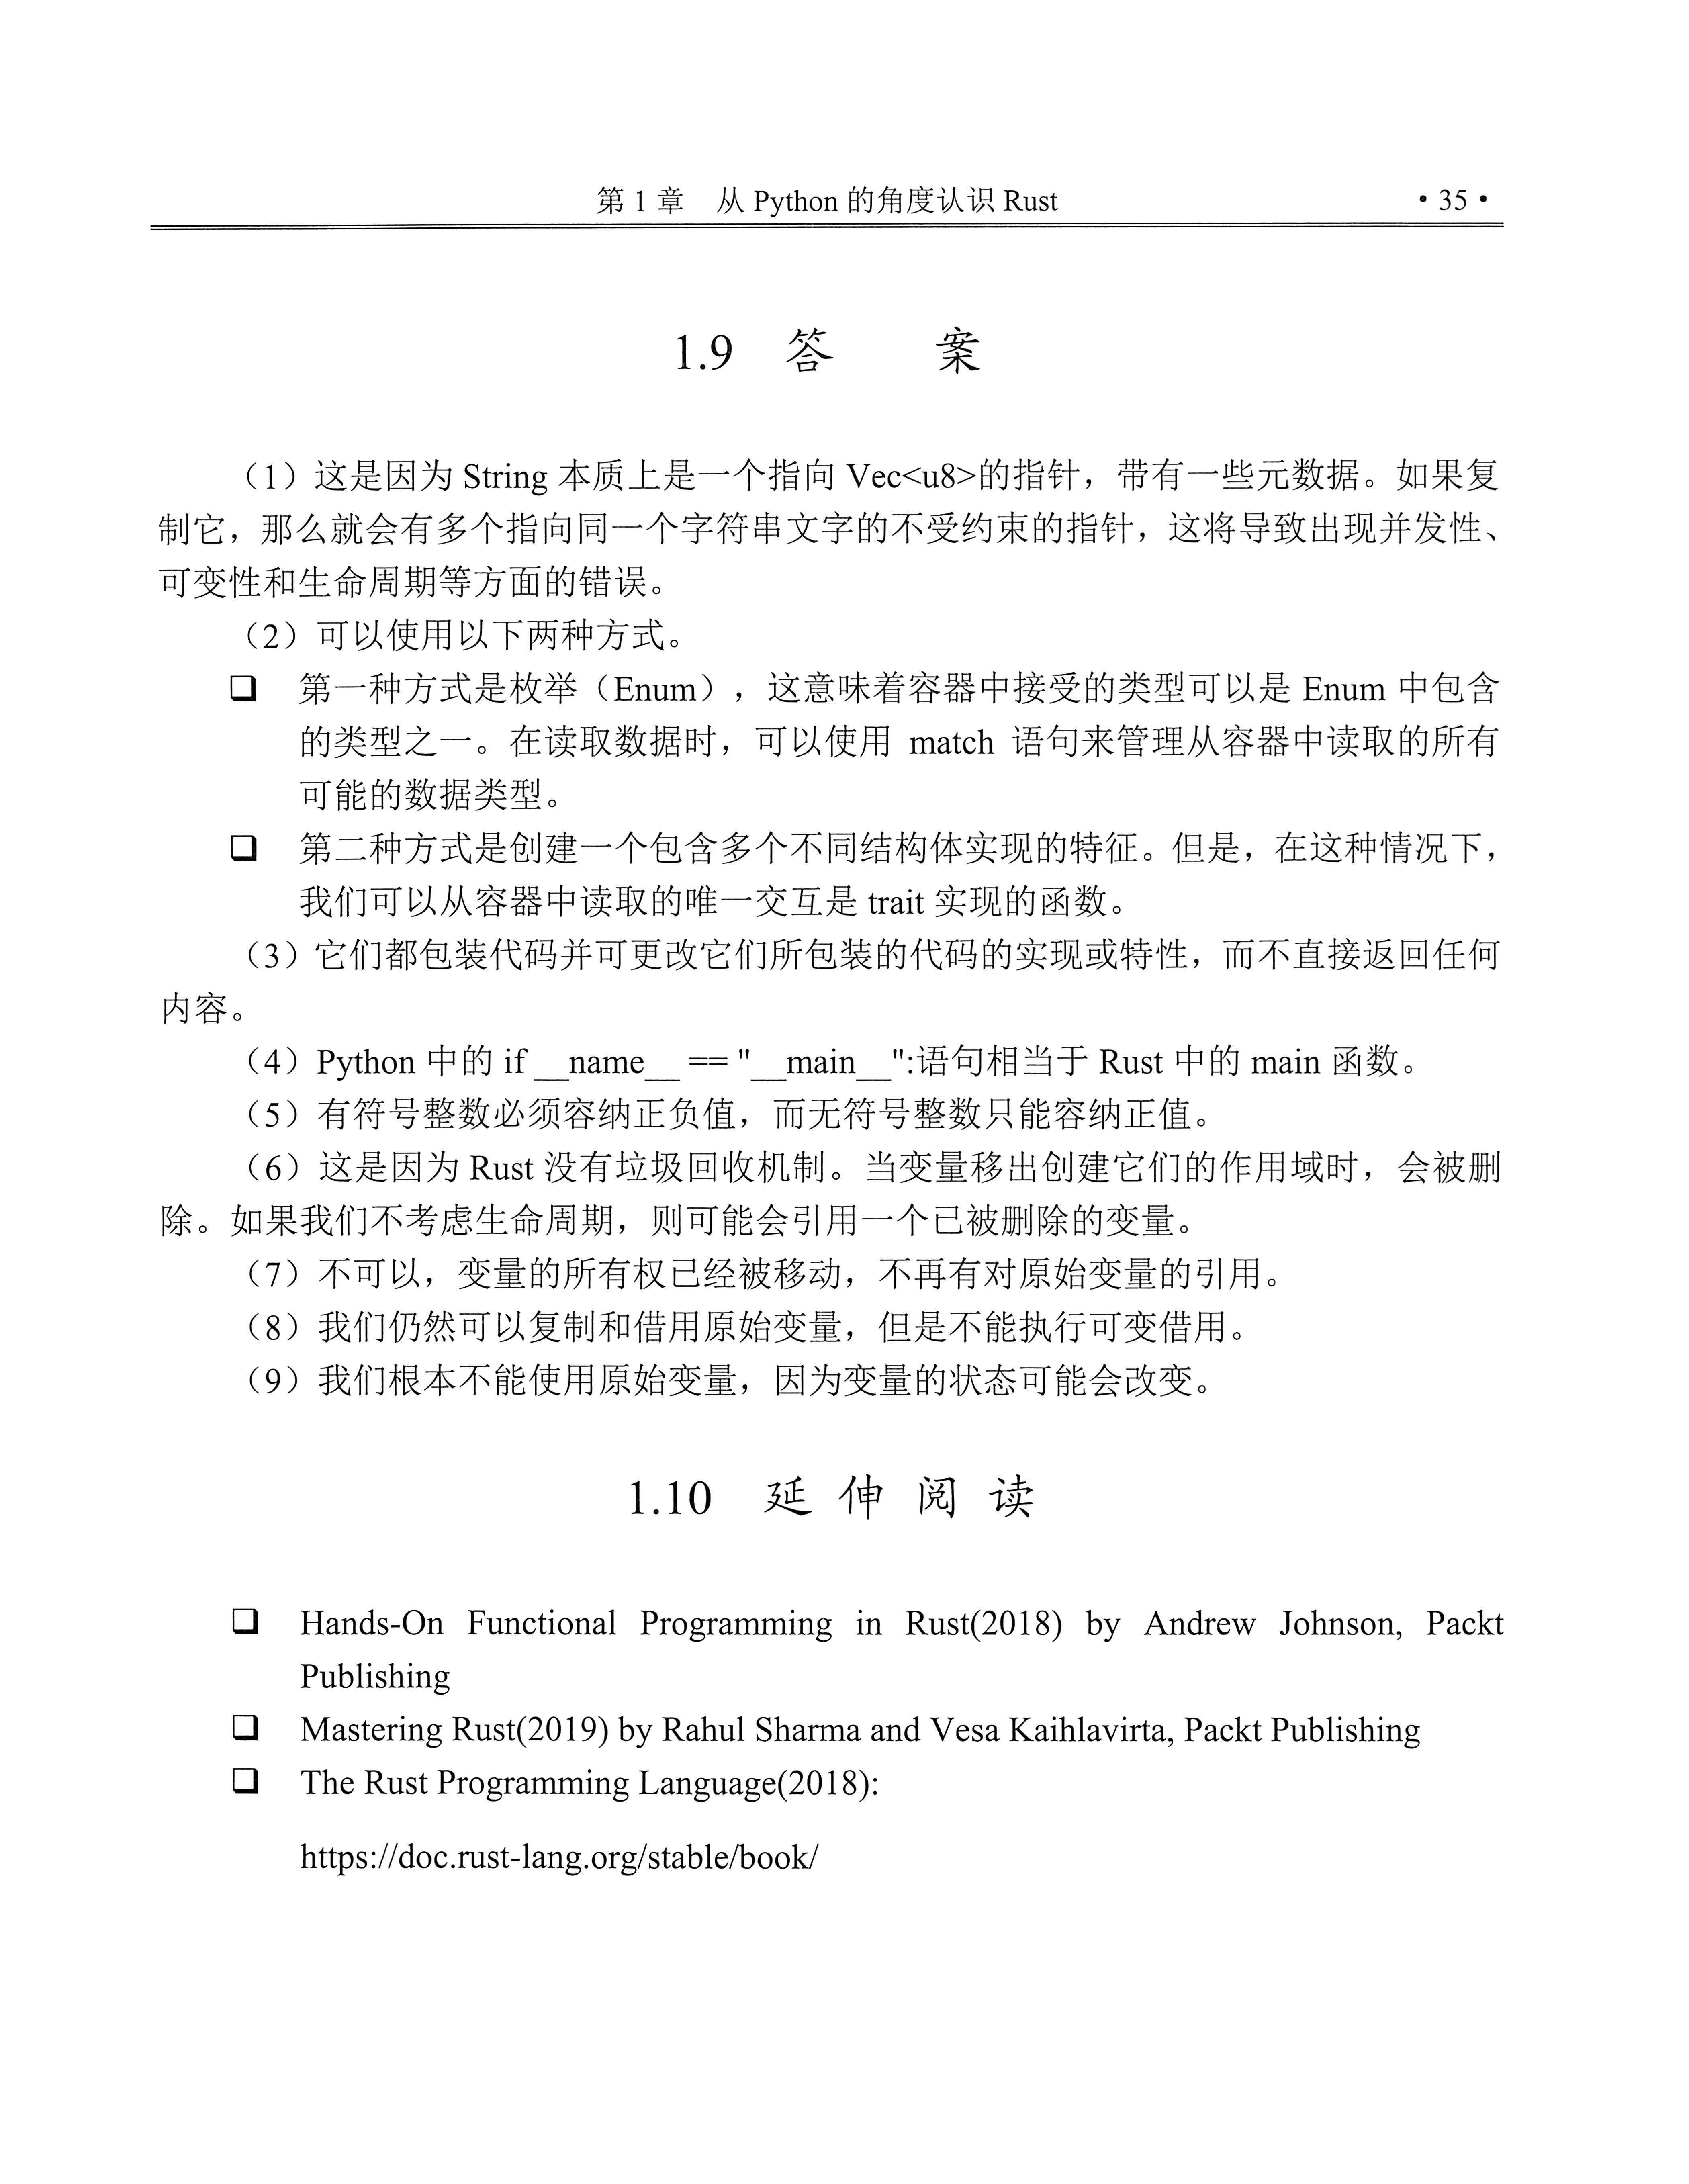 第 1 章　从 Python 的角度认识 Rust　• 35 •
1.9　答　　案
（1）这是因为 String 本质上是一个指向 Vec<u8>的指针，带有一些元数据。如果复
制它，那么就会有多个指向同一个字符串文字的不受约束的指针，这将导致出现并发性、
可变性和生命周期等方面的错误。
（2）可以使用以下两种方式。
❑ 第一种方式是枚举（Enum），这意味着容器中接受的类型可以是 Enum 中包含
的类型之一。在读取数据时，可以使用 match 语句来管理从容器中读取的所有
可能的数据类型。
❑ 第二种方式是创建一个包含多个不同结构体实现的特征。但是，在这种情况下，
我们可以从容器中读取的唯一交互是 trait 实现的函数。
（3）它们都包装代码并可更改它们所包装的代码的实现或特性，而不直接返回任何
内容。
（4）Python 中的 if __name__ == "__main__":语句相当于 Rust 中的 main 函数。
（5）有符号整数必须容纳正负值，而无符号整数只能容纳正值。
（6）这是因为 Rust 没有垃圾回收机制。当变量移出创建它们的作用域时，会被删
除。如果我们不考虑生命周期，则可能会引用一个已被删除的变量。
（7）不可以，变量的所有权已经被移动，不再有对原始变量的引用。
（8）我们仍然可以复制和借用原始变量，但是不能执行可变借用。
（9）我们根本不能使用原始变量，因为变量的状态可能会改变。
1.10　延 伸 阅 读
❑ Hands-On Functional Programming in Rust(2018) by Andrew Johnson, Packt
Publishing
❑ Mastering Rust(2019) by Rahul Sharma and Vesa Kaihlavirta, Packt Publishing
❑ The Rust Programming Language(2018):
https://doc.rust-lang.org/stable/book/